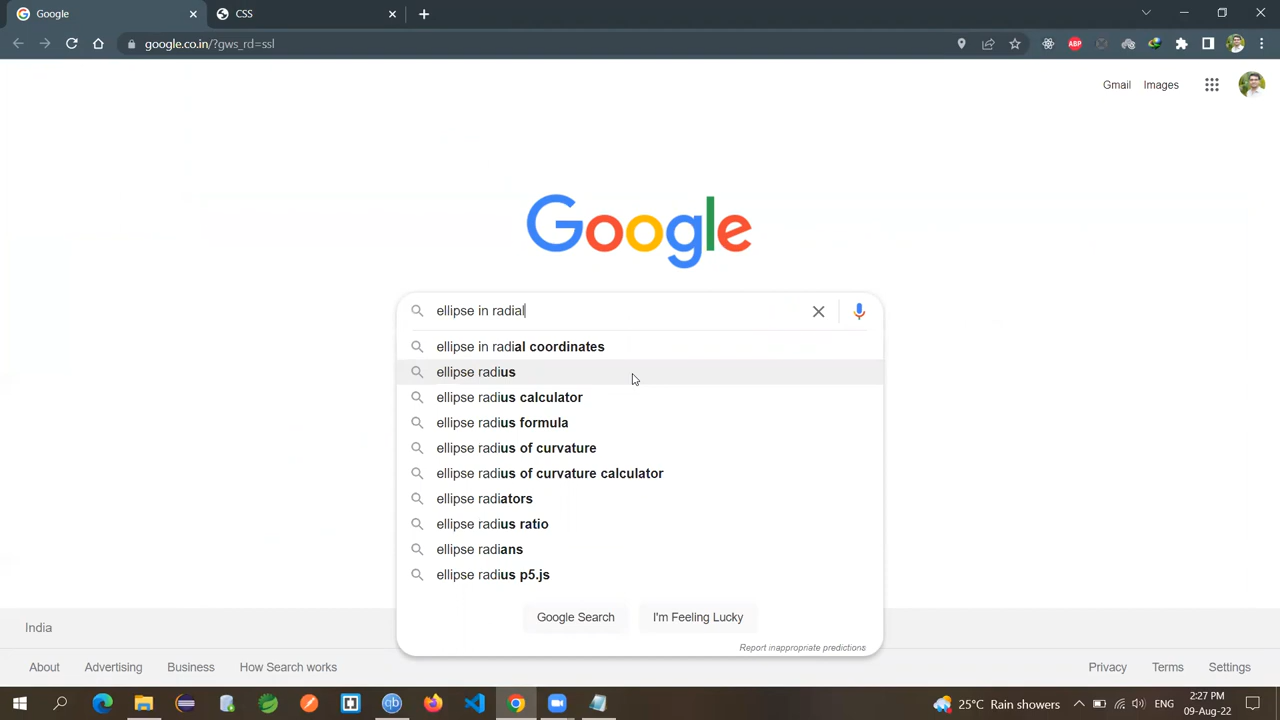 Google
CSS
google.co.in/?gws_rd=ssl
ABP
Gmail Images
Google
ellipse in radial
ellipse in radial coordinates
ellipse radius
ellipse radius calculator
ellipse radius formula
ellipse radius of curvature
ellipse radius of curvature calculator
ellipse radiators
ellipse radius ratio
ellipse radians
ellipse radius p5.js
Google Search I'm Feeling Lucky
Report inappropriate predictions
India
About Advertising Business How Search works Privacy Terms Settings
qb
25°C Rain showers ENG 2:27 PM
09-Aug-22